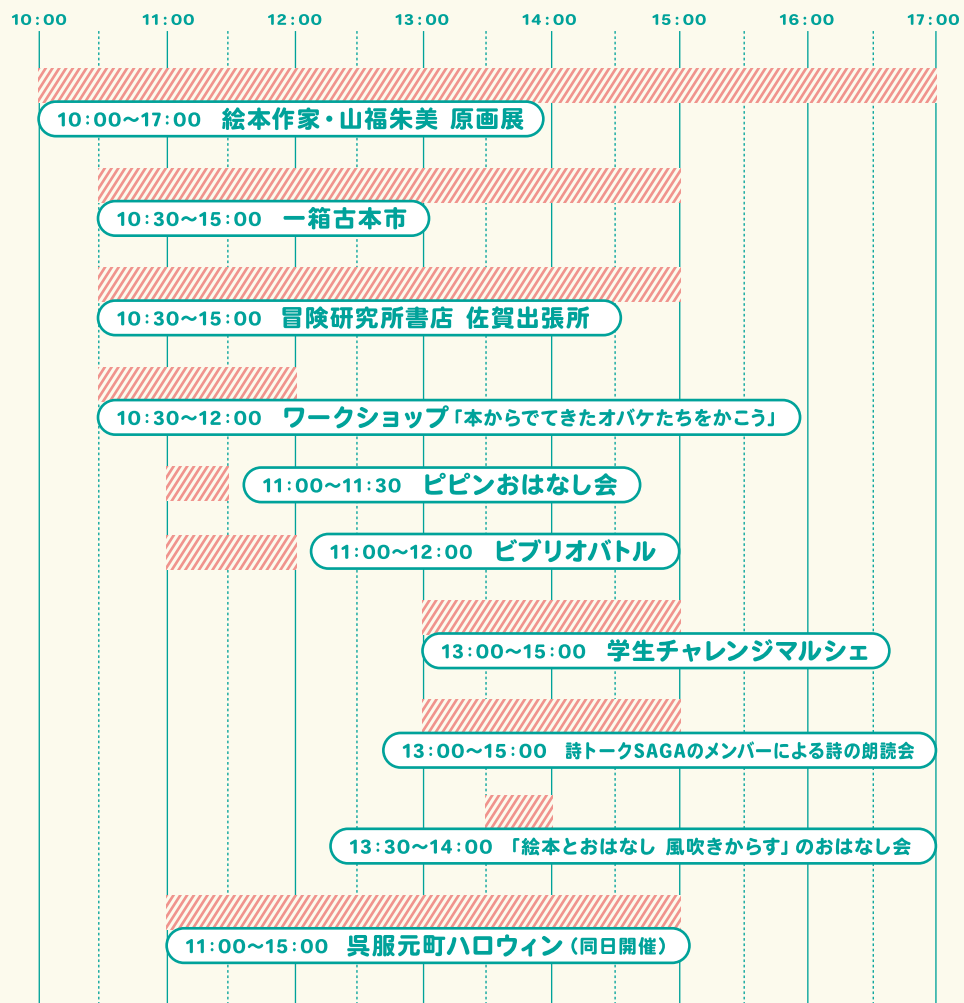 10:00 11:00 12:00 13:00 14:00 15:00 16:00 17:00
10:00〜17:00 絵本作家・山福朱美 原画展
10:30〜15:00 一箱古本市
10:30〜15:00 冒険研究所書店 佐賀出張所
10:30〜12:00 ワークショップ「本からでてきたオバケたちをかこう」
11:00〜11:30 ピピンおはなし会
11:00〜12:00 ビブリオバトル
13:00〜15:00 学生チャレンジマルシェ
13:00〜15:00 詩トークSAGAのメンバーによる詩の朗読会
13:30〜14:00 「絵本とおはなし 風吹きからす」のおはなし会
11:00〜15:00 呉服元町ハロウィン（同日開催）